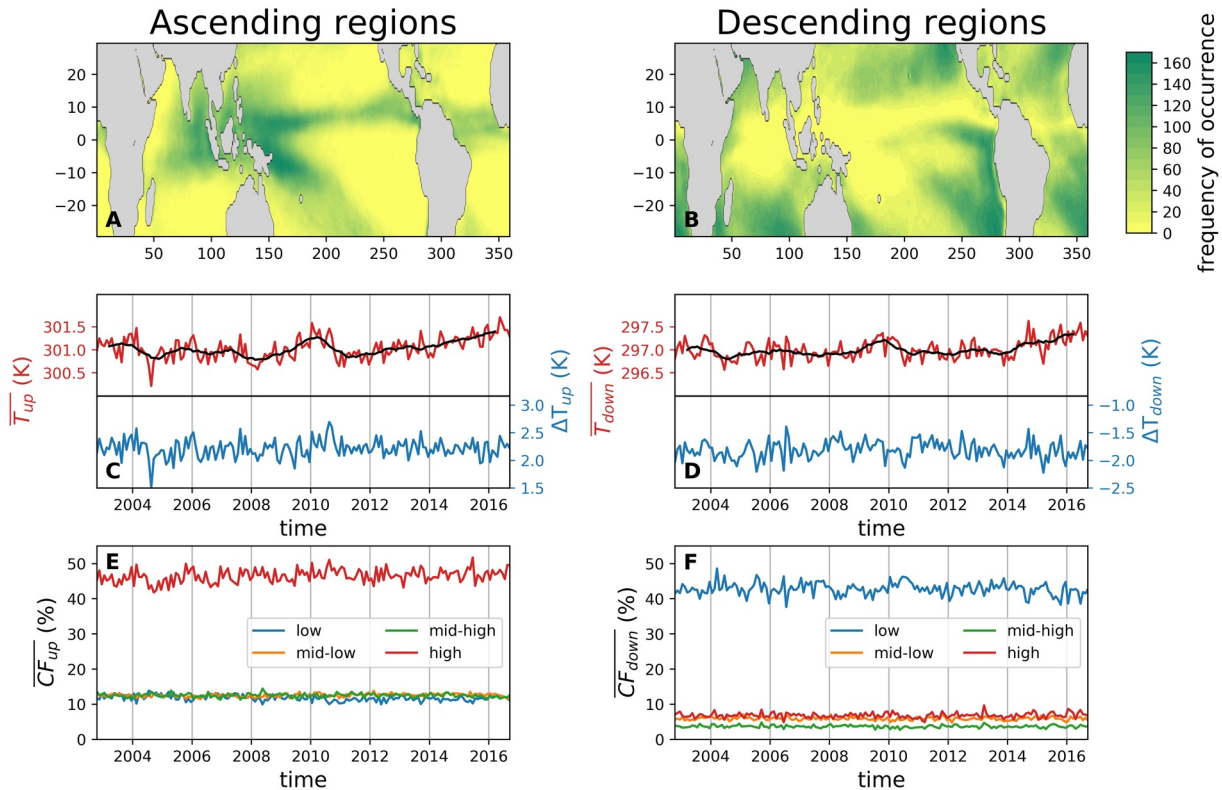 Ascending regions
Descending regions
20
10
0
−10
−20
A
50 100 150 200 250 300 350
20
10
0
−10
−20
B
50 100 150 200 250 300 350
160
140
120
100
80
60
40
20
0
frequency of occurrence
301.5
301.0
300.5
T_up (K)
3.0
2.5
2.0
1.5
ΔT_up (K)
C
2004 2006 2008 2010 2012 2014 2016
time
297.5
297.0
296.5
T_down (K)
−1.0
−1.5
−2.0
−2.5
ΔT_down (K)
D
2004 2006 2008 2010 2012 2014 2016
time
E
50
40
30
20
10
0
CF_up (%)
low mid-high
mid-low high
2004 2006 2008 2010 2012 2014 2016
time
F
50
40
30
20
10
0
CF_down (%)
low mid-high
mid-low high
2004 2006 2008 2010 2012 2014 2016
time